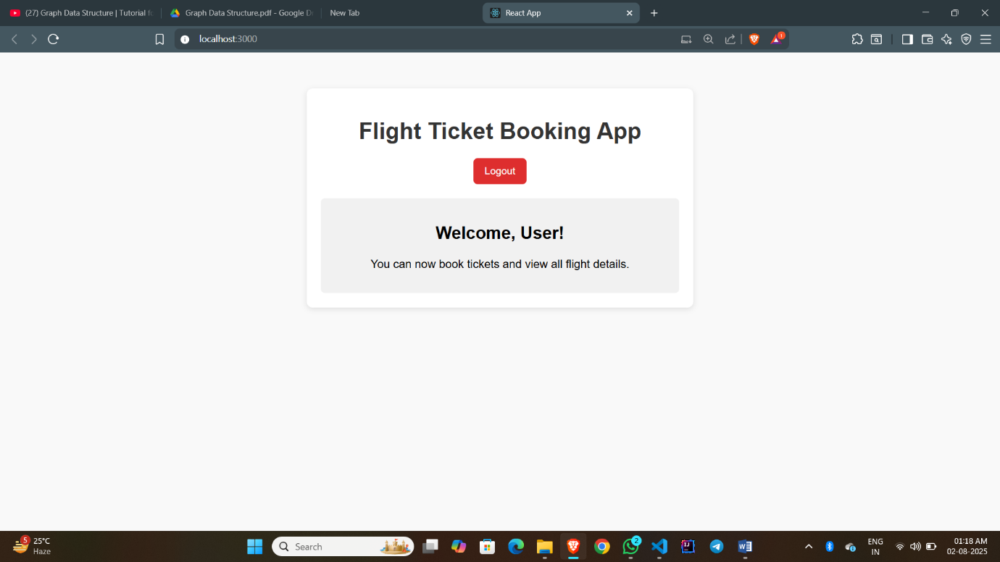 (27) Graph Data Structure | Tutorial fo
Graph Data Structure.pdf - Google D
New Tab
React App
localhost:3000
1
Flight Ticket Booking App
Logout
Welcome, User!
You can now book tickets and view all flight details.
5
25°C
Haze
Search
2
ENG
IN
01:18 AM
02-08-2025